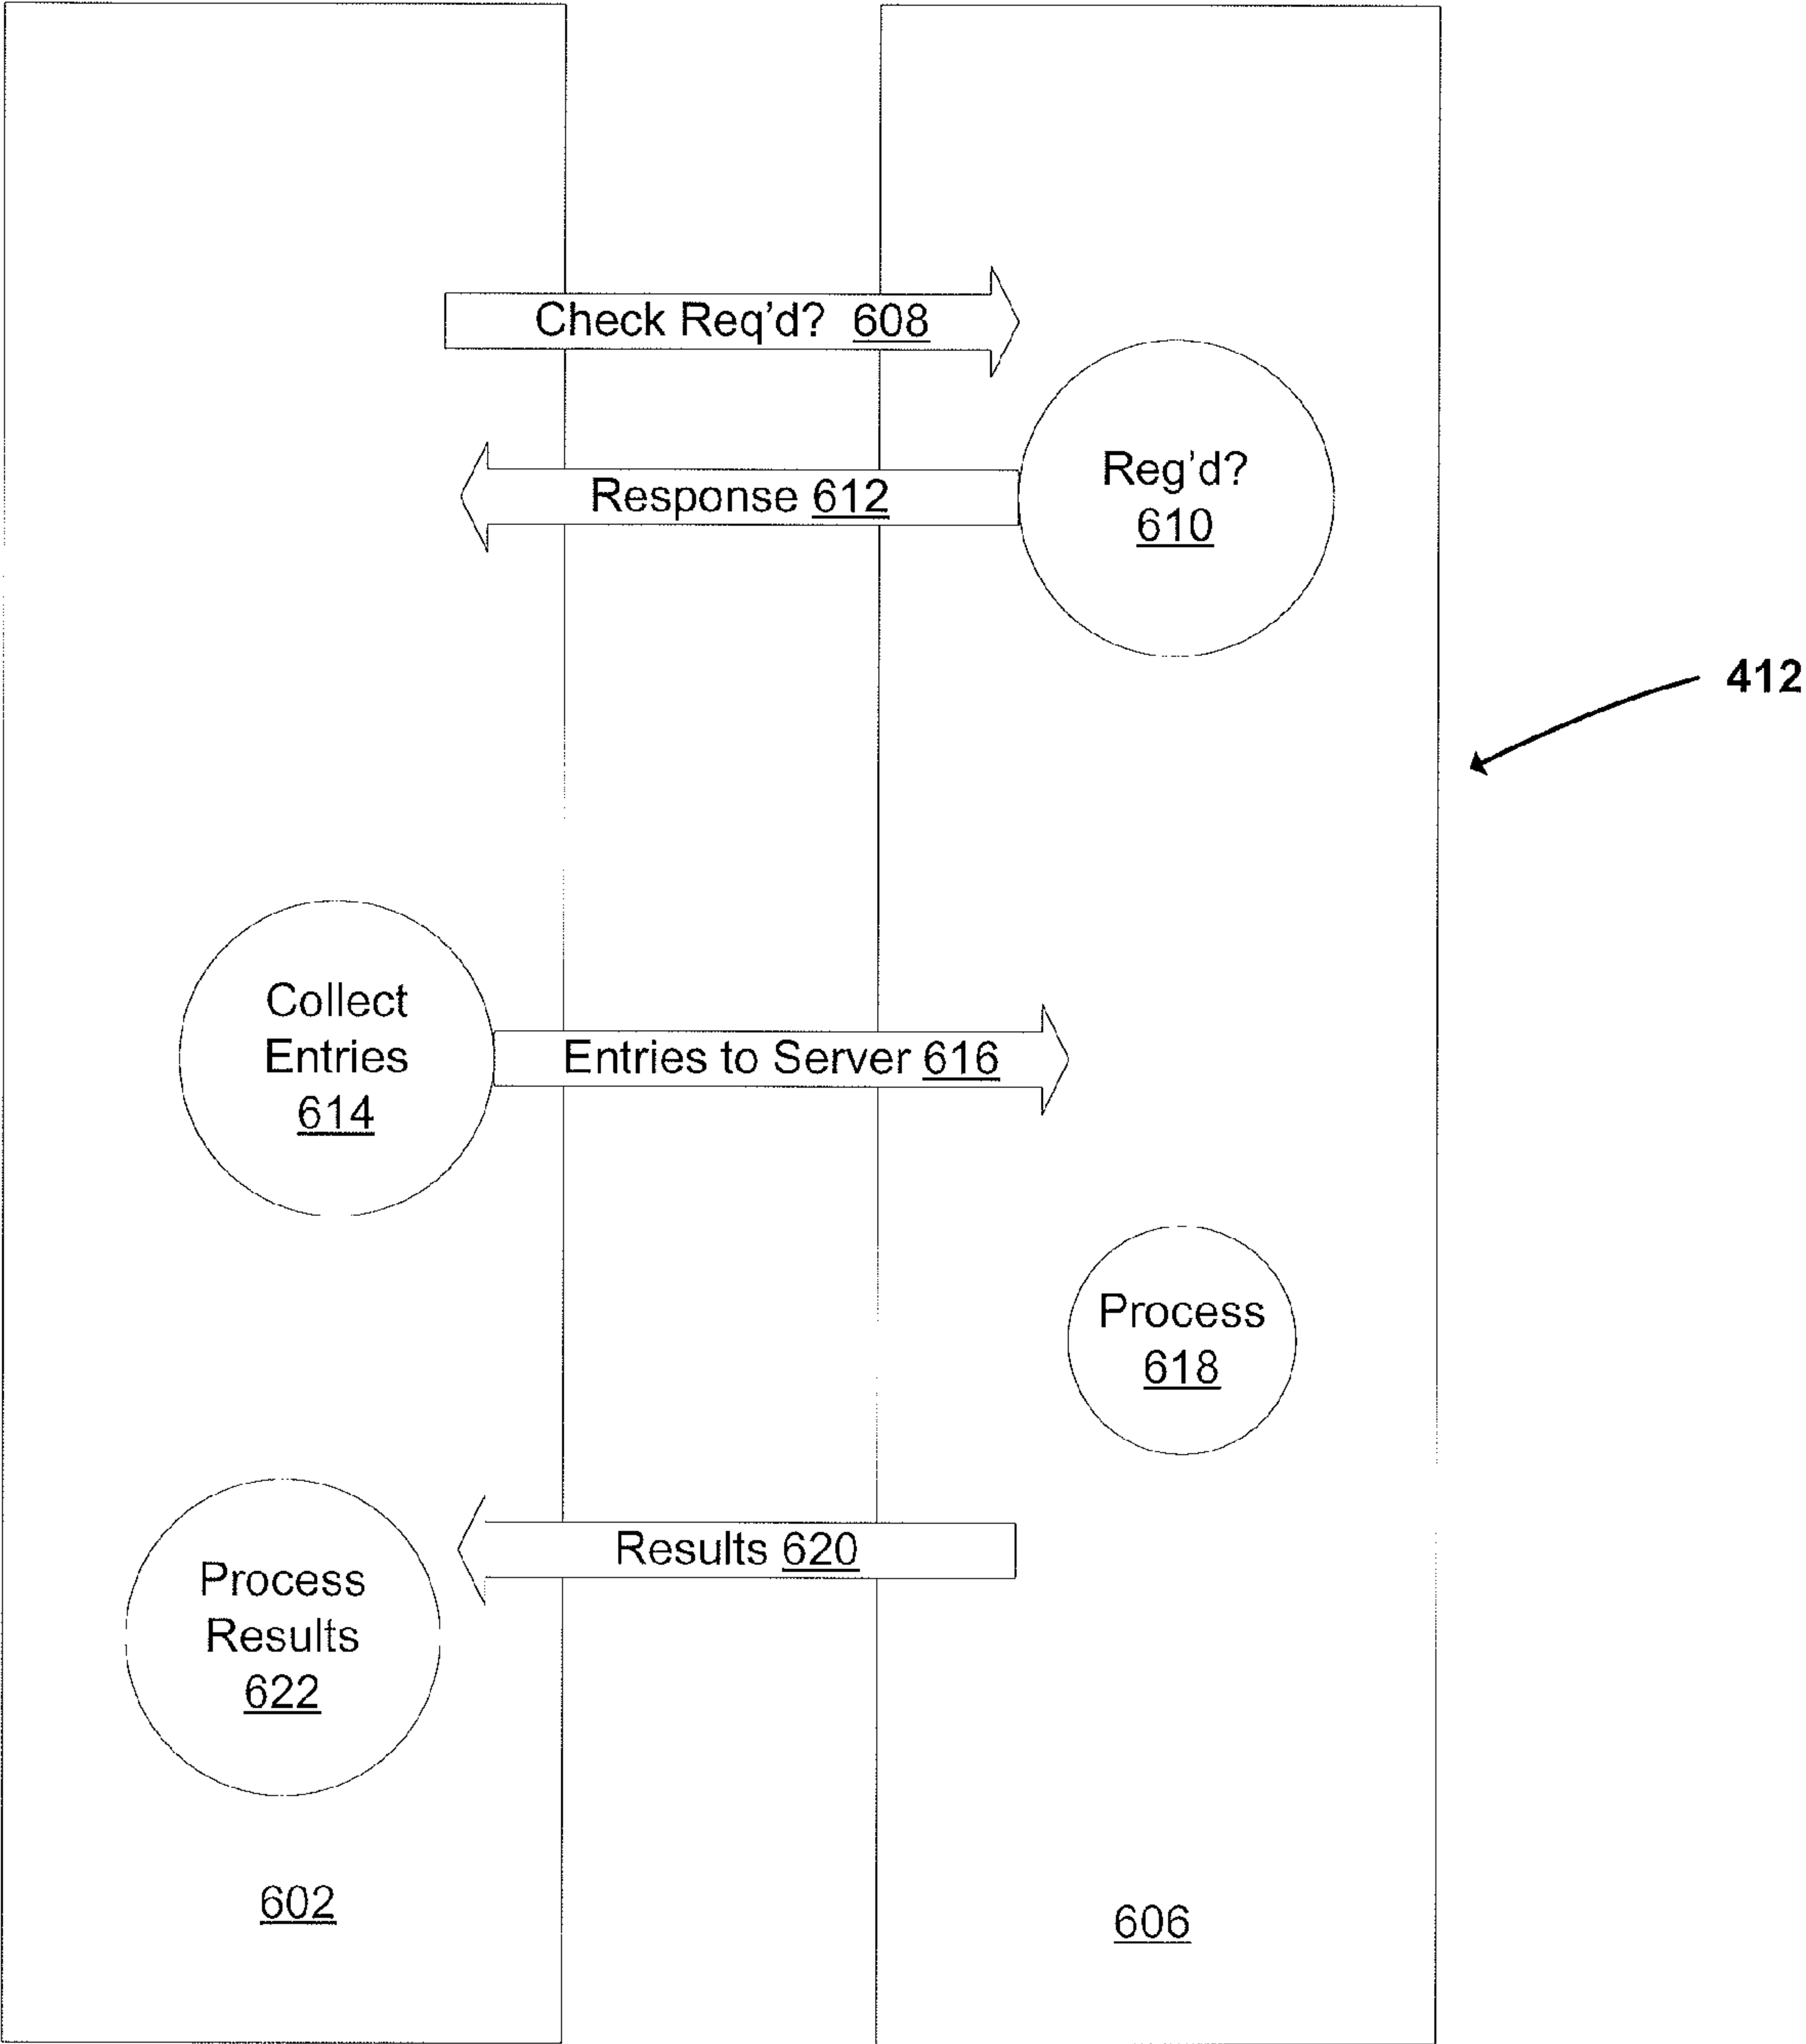 Check Req'd? 608
Response 612
Reg'd?
610
412
Collect
Entries
614
Entries to Server 616
Process
618
Results 620
Process
Results
622
602
606